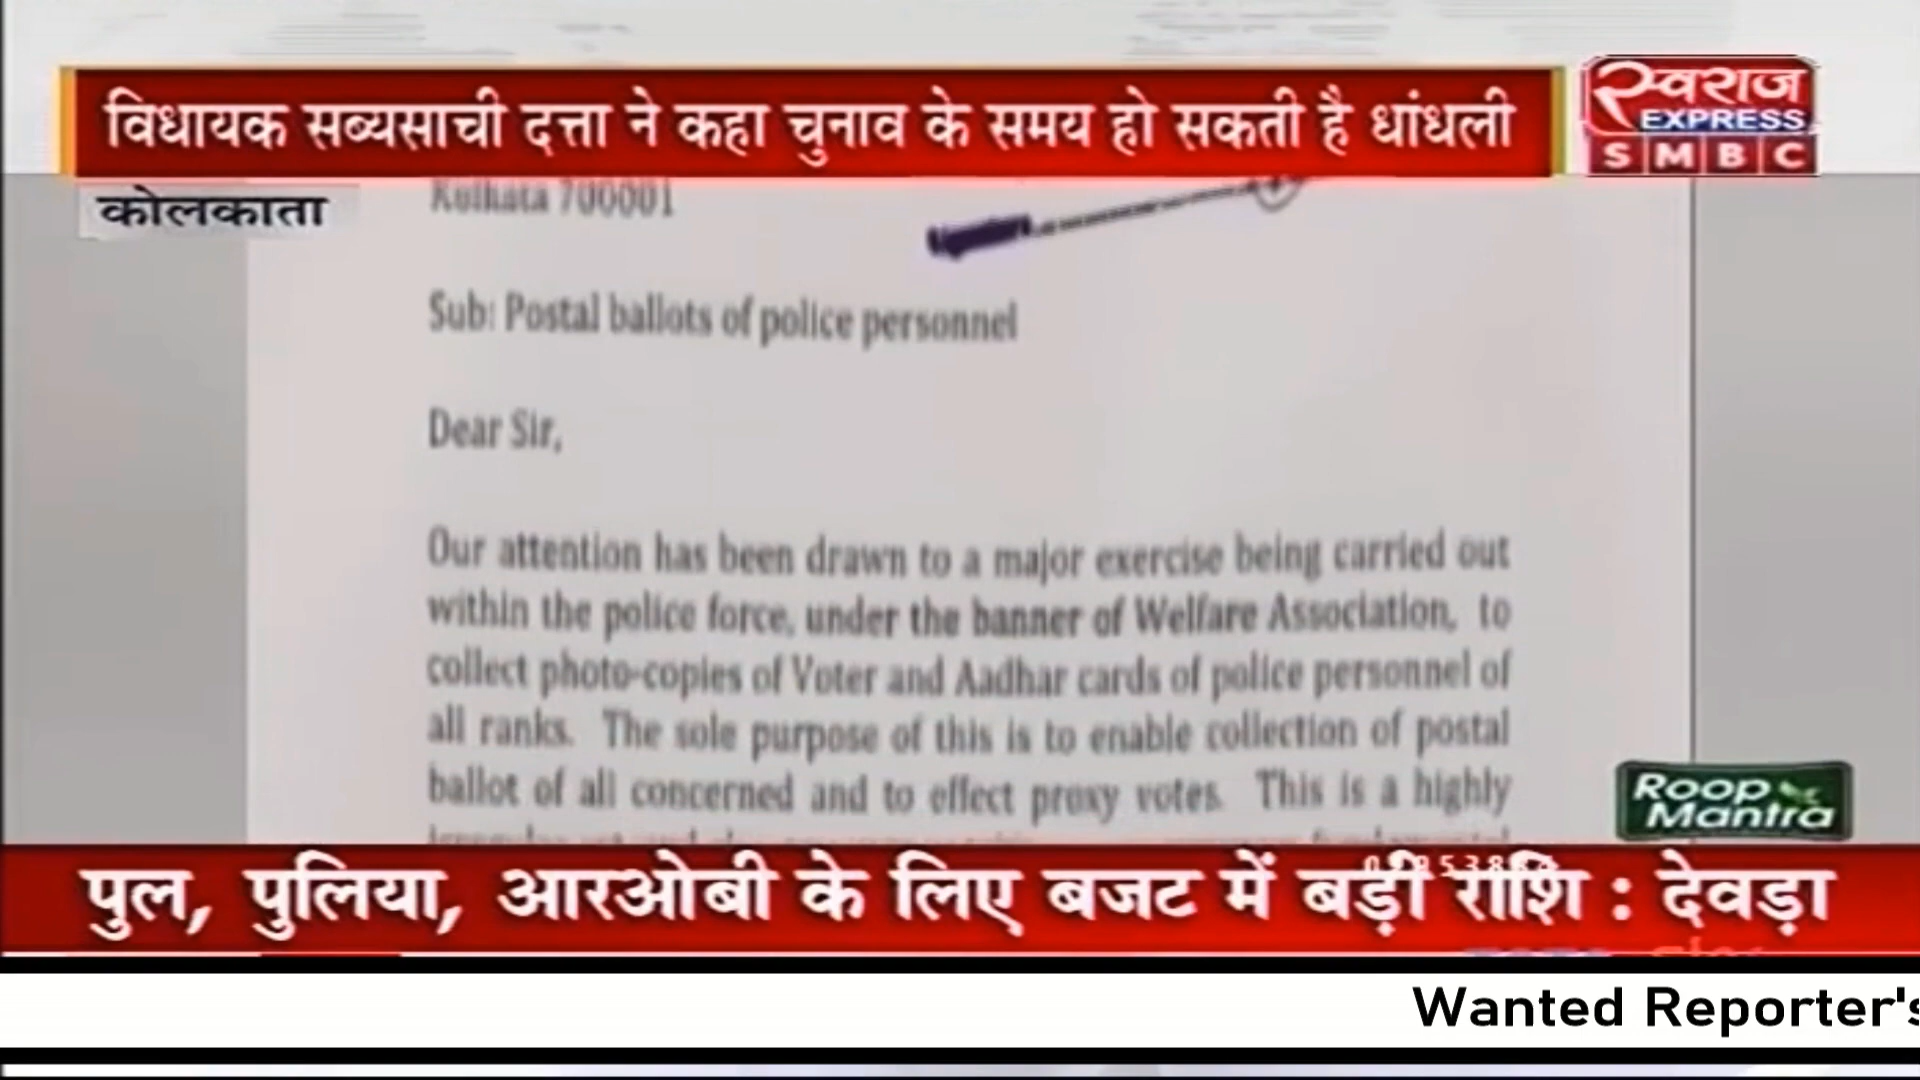 विधायक सब्यसाची दत्ता ने कहा चुनाव के समय हो सकती है धांधली
स्वराज
EXPRESS
SMBC
कोलकाता
Kolkata 700001
Sub: Postal ballots of police personnel
Dear Sir,
Our attention has been drawn to a major exercise being carried out
within the police force, under the banner of Welfare Association, to
collect photo-copies of Voter and Aadhar cards of police personnel of
all ranks. The sole purpose of this is to enable collection of postal
ballot of all concerned and to effect proxy votes. This is a highly
Roop
Mantra
पुल, पुलिया, आरओबी के लिए बजट में बड़ी राशि : देवड़ा
Wanted Reporter's